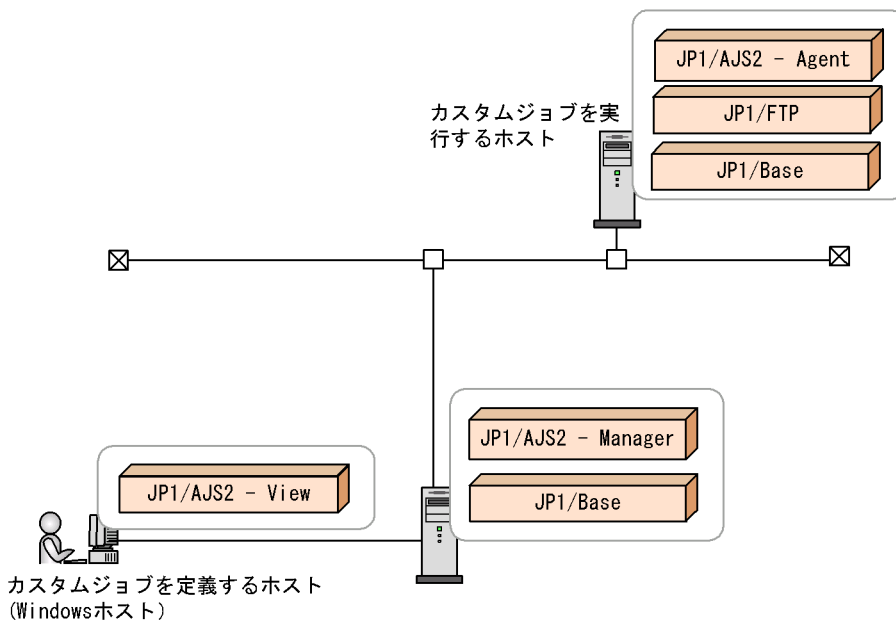 JP1/AJS2 - Agent
JP1/FTP
JP1/Base
カスタムジョブを実
行するホスト
JP1/AJS2 - Manager
JP1/Base
JP1/AJS2 - View
カスタムジョブを定義するホスト
(Windowsホスト)